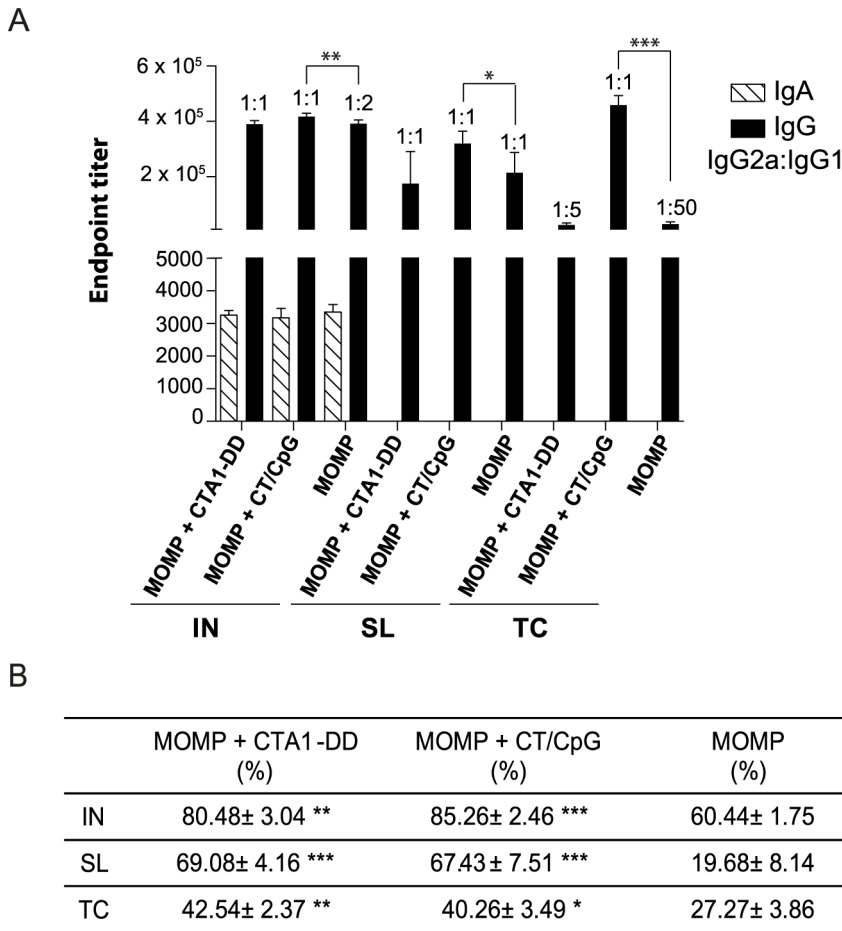 A
6 x 10⁵
4 x 10⁵
2 x 10⁵
5000
4000
3000
2000
1000
0
Endpoint titer
**
*
***
1:1
1:1
1:2
1:1
1:1
1:1
1:5
1:1
1:50
IgA
IgG
IgG2a:IgG1
MOMP + CTA1-DD
MOMP + CT/CpG
MOMP
MOMP + CTA1-DD
MOMP + CT/CpG
MOMP
MOMP + CTA1-DD
MOMP + CT/CpG
MOMP
IN SL TC
B
MOMP + CTA1-DD MOMP + CT/CpG MOMP
(%) (%) (%)
IN 80.48± 3.04 ** 85.26± 2.46 *** 60.44± 1.75
SL 69.08± 4.16 *** 67.43± 7.51 *** 19.68± 8.14
TC 42.54± 2.37 ** 40.26± 3.49 * 27.27± 3.86